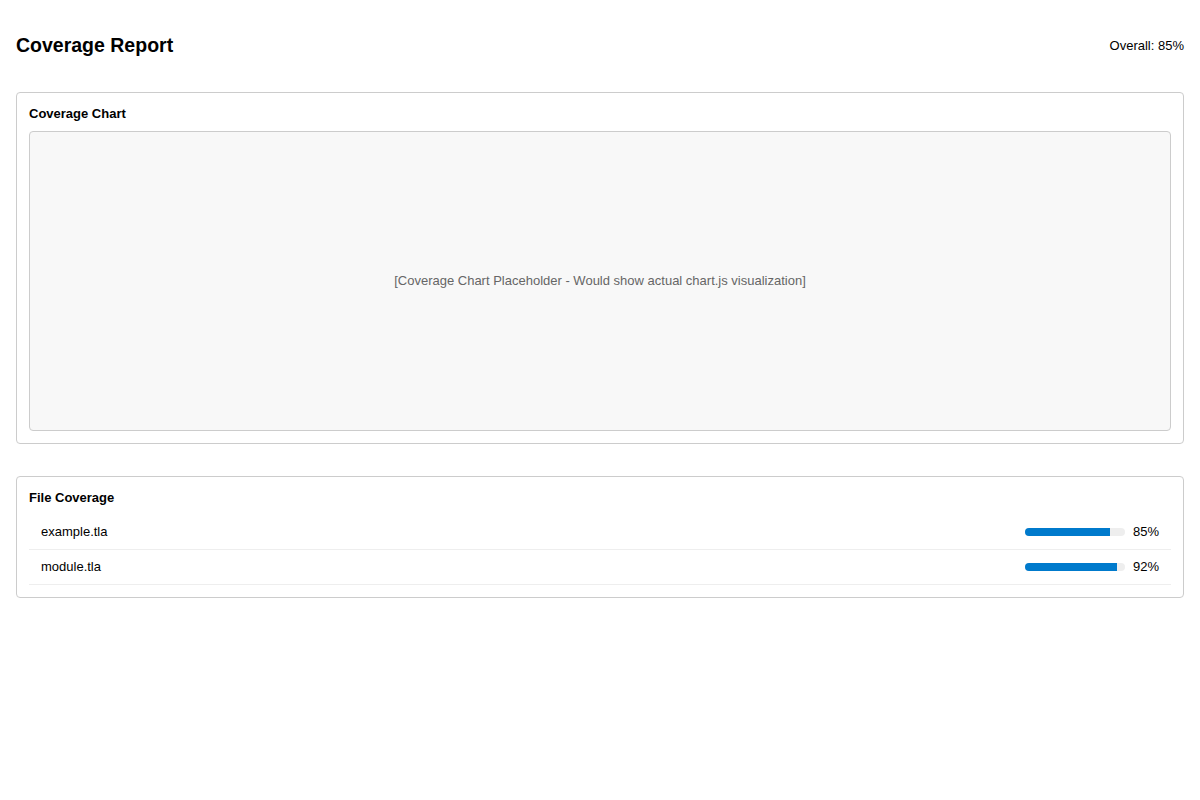 Coverage Report
Overall: 85%
Coverage Chart
[Coverage Chart Placeholder - Would show actual chart.js visualization]
File Coverage
example.tla 85%
module.tla 92%